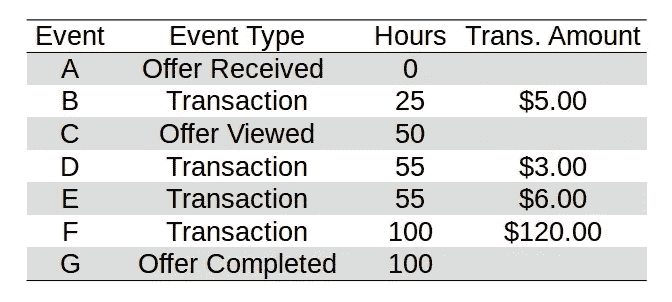 Event Event Type Hours Trans. Amount
A Offer Received 0
B Transaction 25 $5.00
C Offer Viewed 50
D Transaction 55 $3.00
E Transaction 55 $6.00
F Transaction 100 $120.00
G Offer Completed 100